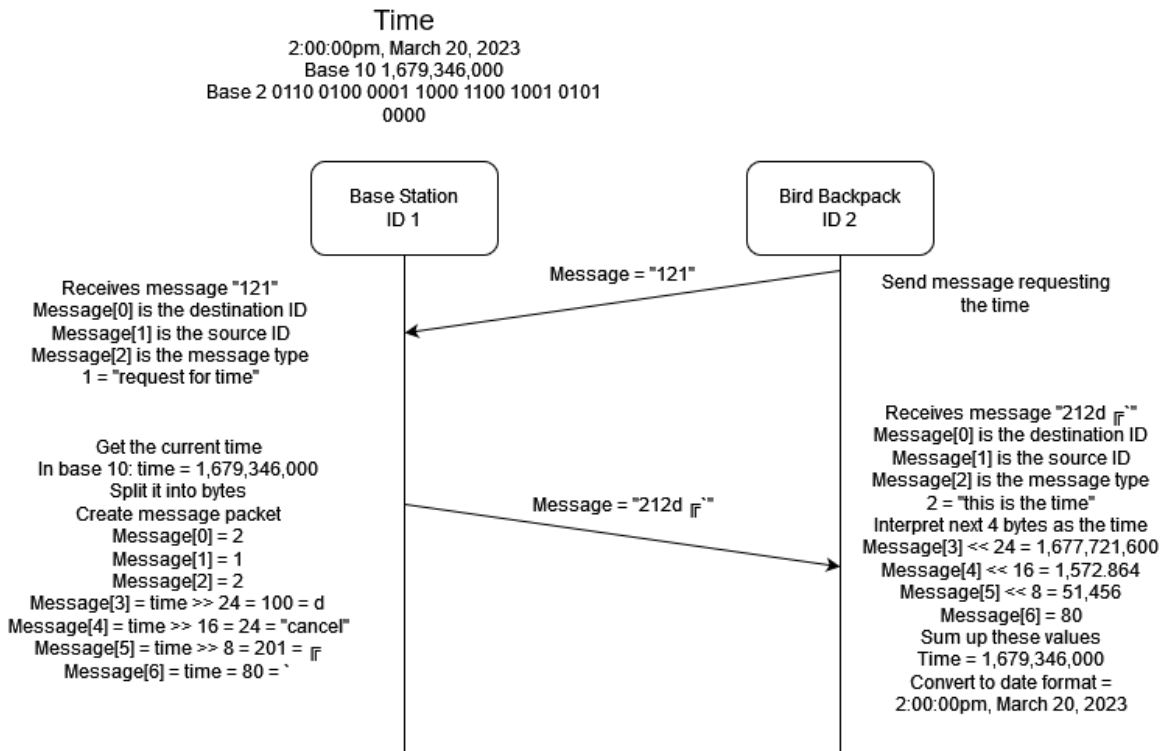 Time
2:00:00pm, March 20, 2023
Base 10 1,679,346,000
Base 2 0110 0100 0001 1000 1100 1001 0101
0000
Base Station
ID 1
Bird Backpack
ID 2
Message = "121"
Send message requesting
the time
Receives message "121"
Message[0] is the destination ID
Message[1] is the source ID
Message[2] is the message type
1 = "request for time"
Get the current time
In base 10: time = 1,679,346,000
Split it into bytes
Create message packet
Message[0] = 2
Message[1] = 1
Message[2] = 2
Message[3] = time >> 24 = 100 = d
Message[4] = time >> 16 = 24 = "cancel"
Message[5] = time >> 8 = 201 = ╔
Message[6] = time = 80 = `
Message = "212d ╔`"
Receives message "212d ╔`"
Message[0] is the destination ID
Message[1] is the source ID
Message[2] is the message type
2 = "this is the time"
Interpret next 4 bytes as the time
Message[3] << 24 = 1,677,721,600
Message[4] << 16 = 1,572.864
Message[5] << 8 = 51,456
Message[6] = 80
Sum up these values
Time = 1,679,346,000
Convert to date format =
2:00:00pm, March 20, 2023